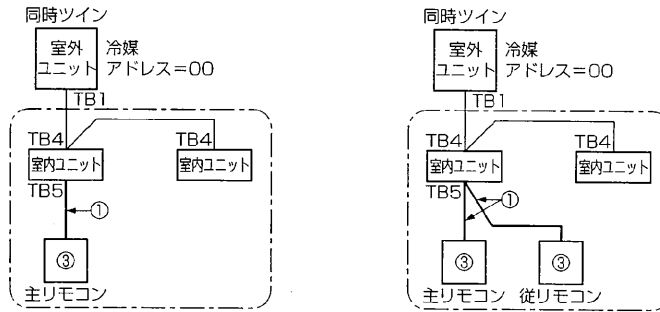 同時ツイン
室外
ユニット
冷媒
アドレス=00
TB1
TB4
TB4
室内ユニット
室内ユニット
TB5
①
③
主リモコン
同時ツイン
室外
ユニット
冷媒
アドレス=00
TB1
TB4
TB4
室内ユニット
室内ユニット
TB5
①
③
③
主リモコン
従リモコン